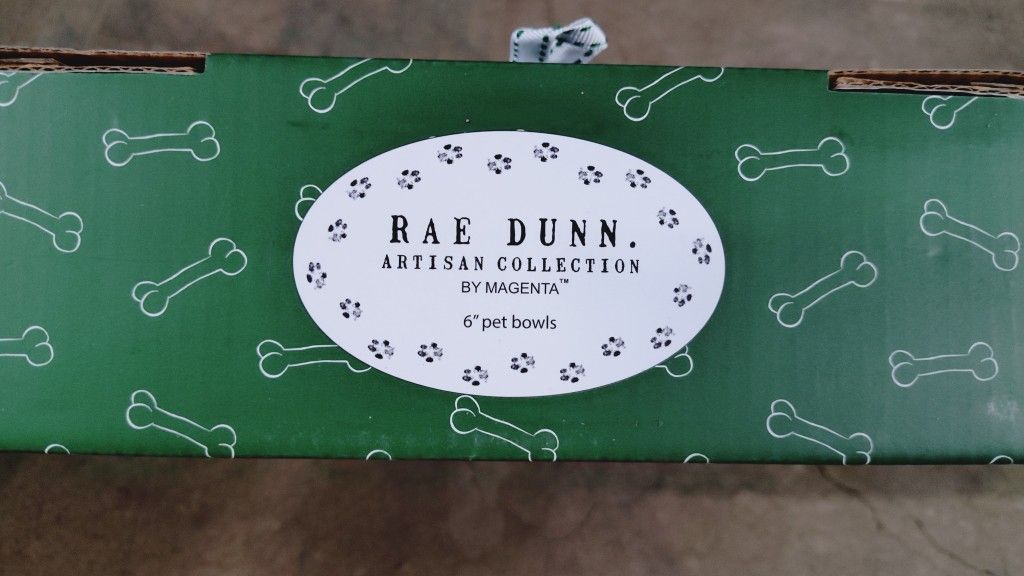 RAE DUNN.
ARTISAN COLLECTION
BY MAGENTA™
6" pet bowls